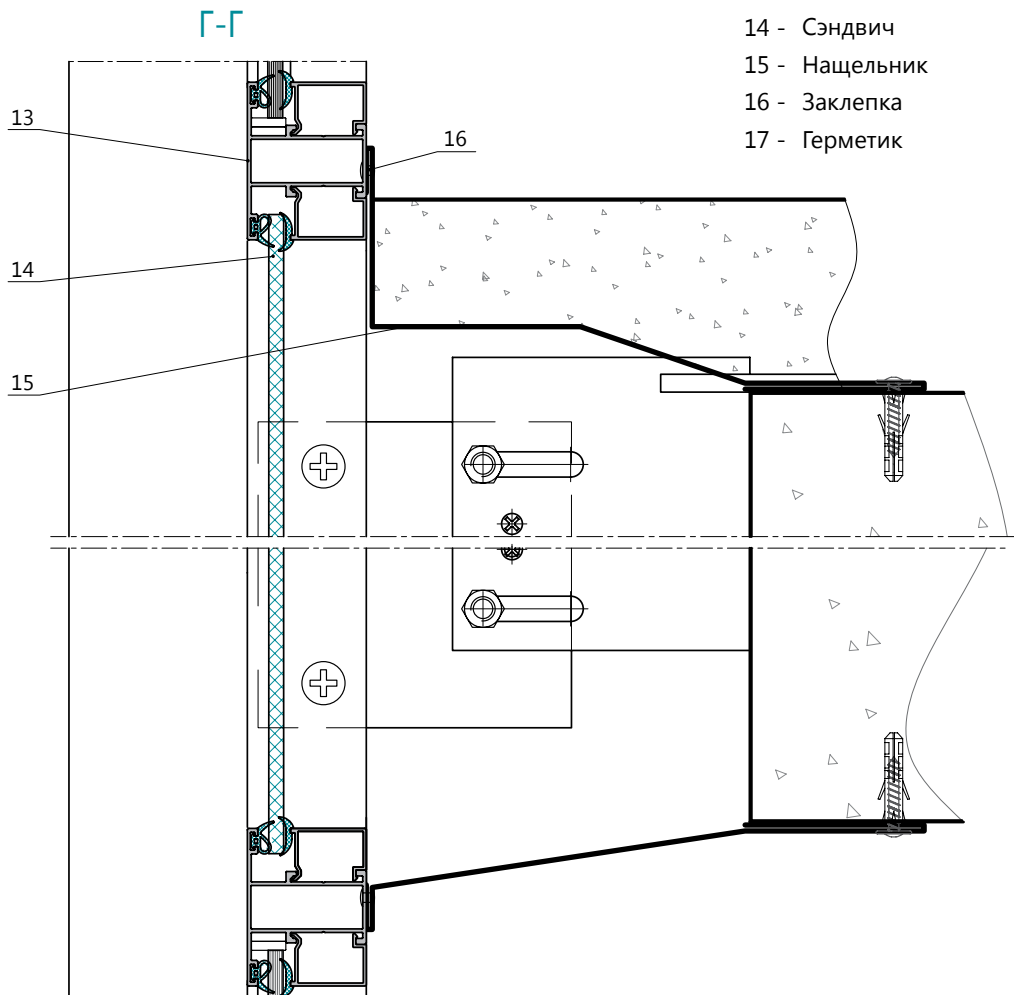 Г-Г
14 - Сэндвич
15 - Нащельник
16 - Заклепка
17 - Герметик
13
16
14
15